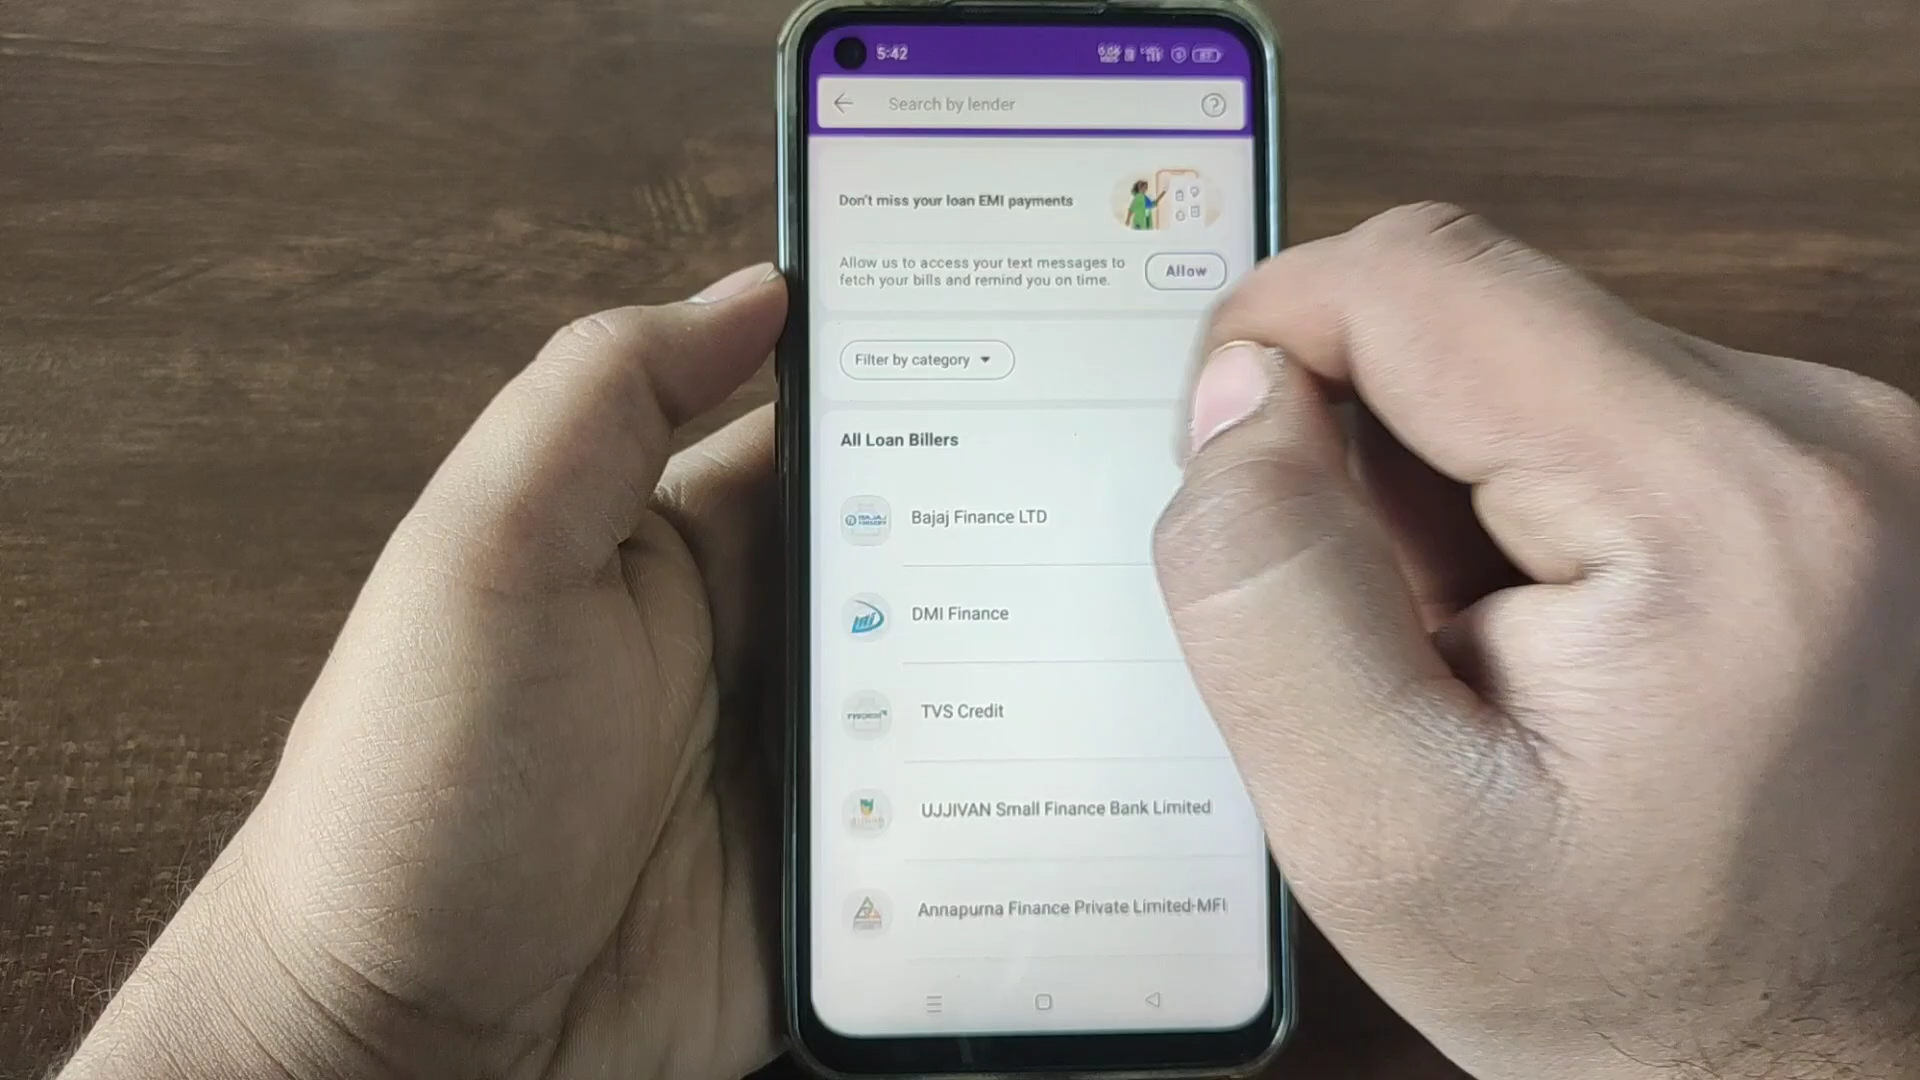 5:42
Search by lender
Don't miss your loan EMI payments
Allow us to access your text messages to
fetch your bills and remind you on time.
Allow
Filter by category
All Loan Billers
Bajaj Finance LTD
DMI Finance
TVS Credit
UJJIVAN Small Finance Bank Limited
Annapurna Finance Private Limited-MFI